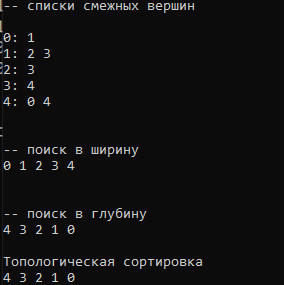 -- списки смежных вершин
0: 1
1: 2 3
2: 3
3: 4
4: 0 4
-- поиск в ширину
0 1 2 3 4
-- поиск в глубину
4 3 2 1 0
Топологическая сортировка
4 3 2 1 0